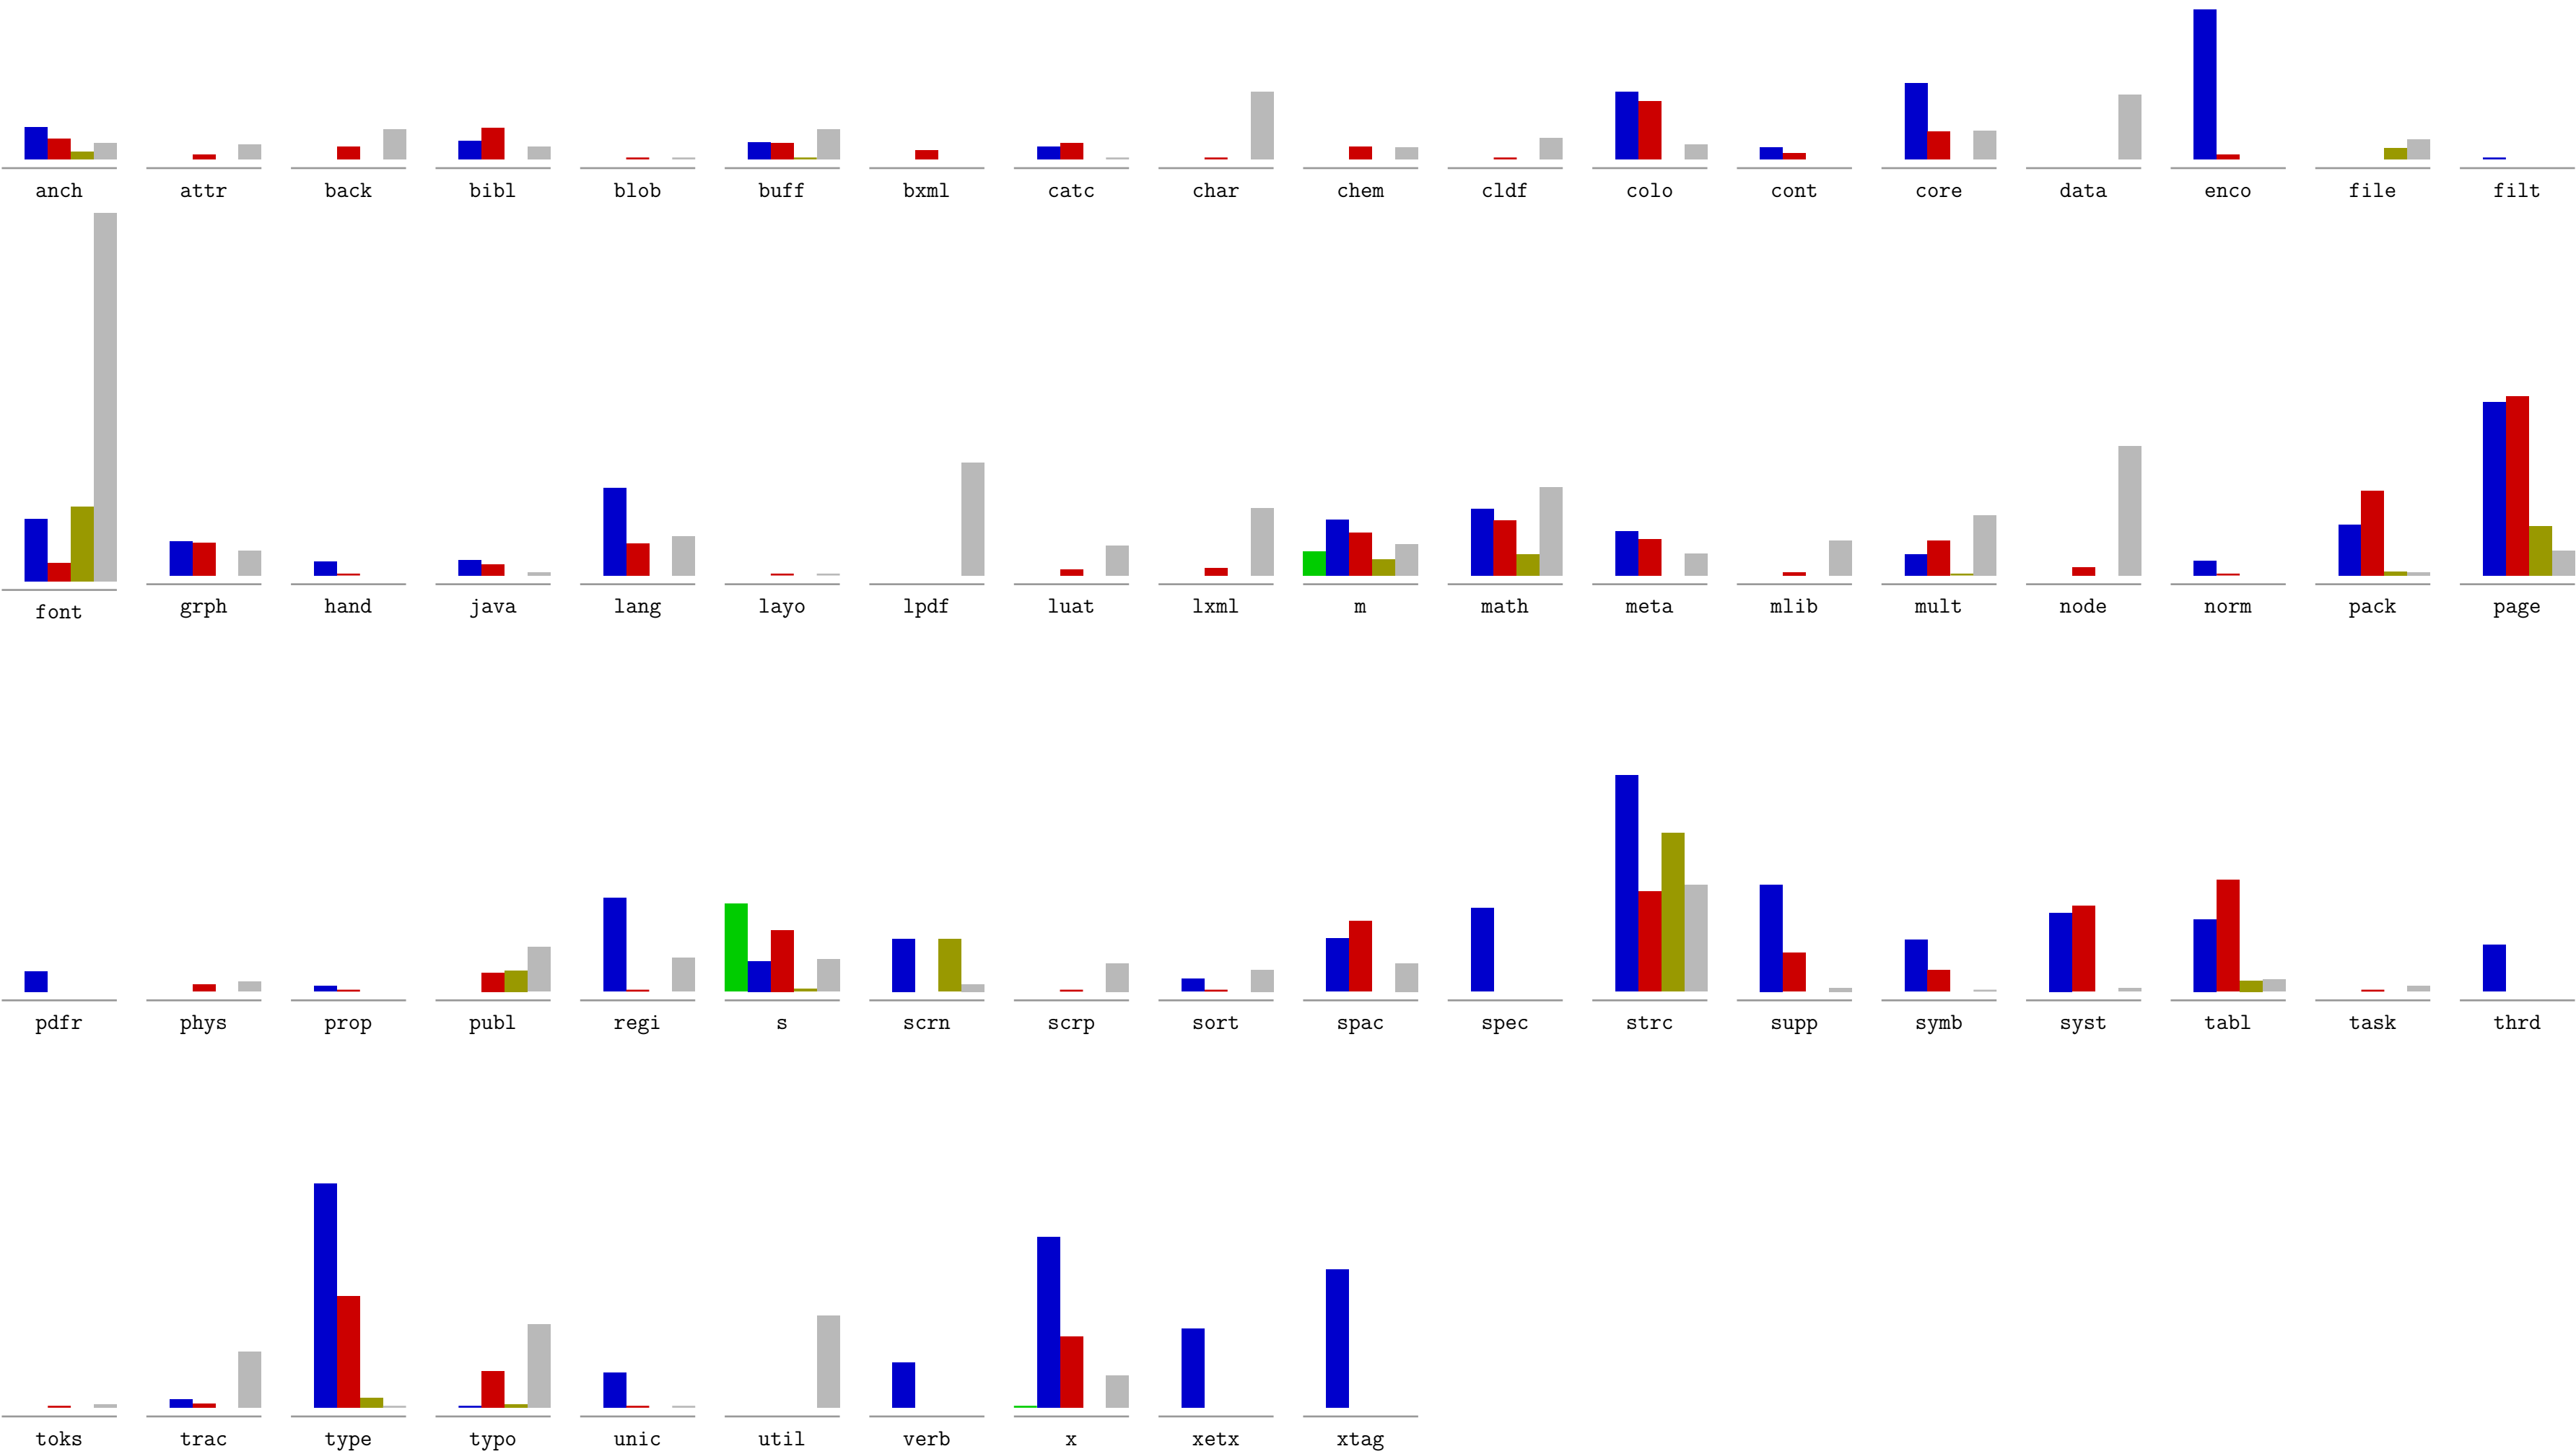 anch attr back bibl blob buff bxml catc char chem cldf colo cont core data enco file filt
font grph hand java lang layo lpdf luat lxml m math meta mlib mult node norm pack page
pdfr phys prop publ regi s scrn scrp sort spac spec strc supp symb syst tabl task thrd
toks trac type typo unic util verb x xetx xtag